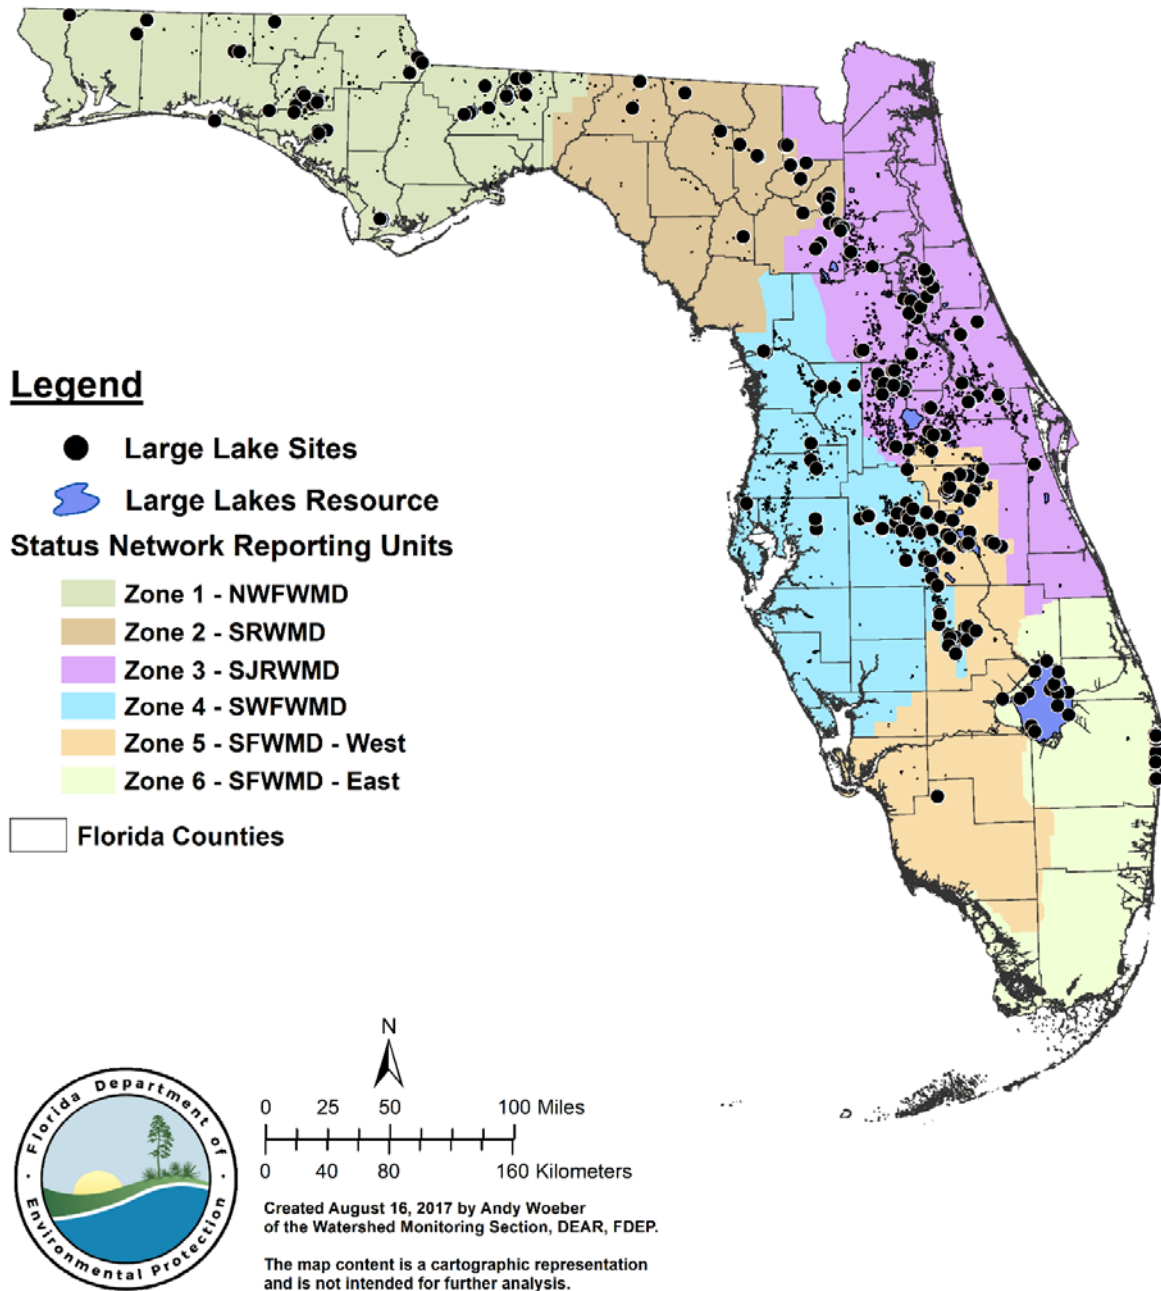 Legend
Large Lake Sites
Large Lakes Resource
Status Network Reporting Units
Zone 1 - NWFWMD
Zone 2 - SRWMD
Zone 3 - SJRWMD
Zone 4 - SWFWMD
Zone 5 - SFWMD - West
Zone 6 - SFWMD - East
Florida Counties
N
0 25 50 100 Miles
0 40 80 160 Kilometers
Florida Department of
Environmental Protection
Created August 16, 2017 by Andy Woeber
of the Watershed Monitoring Section, DEAR, FDEP.
The map content is a cartographic representation
and is not intended for further analysis.